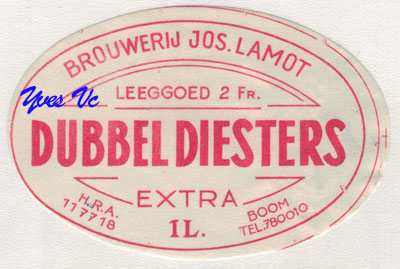 BROUWERIJ JOS. LAMOT
Yves Vc
LEEGGOED 2 FR.
DUBBEL DIESTERS
EXTRA
H.R.A.
117718
1L.
BOOM
TEL.780010